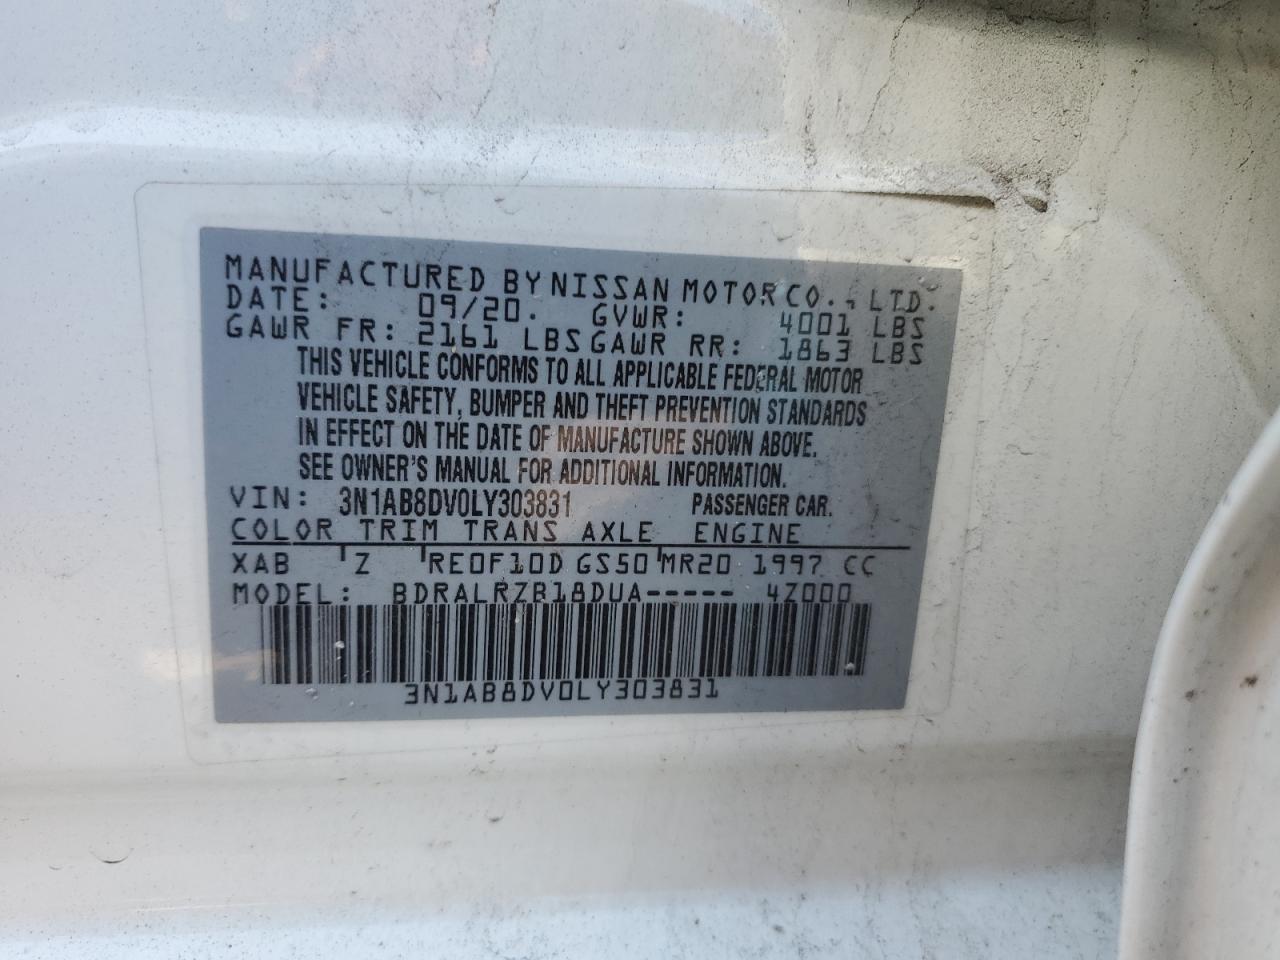 MANUFACTURED BY NISSAN MOTOR CO., LTD.
DATE: 09/20. GVWR: 4001 LBS
GAWR FR: 2161 LBS GAWR RR: 1863 LBS
THIS VEHICLE CONFORMS TO ALL APPLICABLE FEDERAL MOTOR
VEHICLE SAFETY, BUMPER AND THEFT PREVENTION STANDARDS
IN EFFECT ON THE DATE OF MANUFACTURE SHOWN ABOVE.
SEE OWNER'S MANUAL FOR ADDITIONAL INFORMATION.
VIN: 3N1AB8DV0LY303831 PASSENGER CAR.
COLOR TRIM TRANS AXLE ENGINE
XAB Z RE0F10D GS50 MR20 1997 CC
MODEL: BDRALRZB18DUA----- 4Z000
3N1AB8DV0LY303831